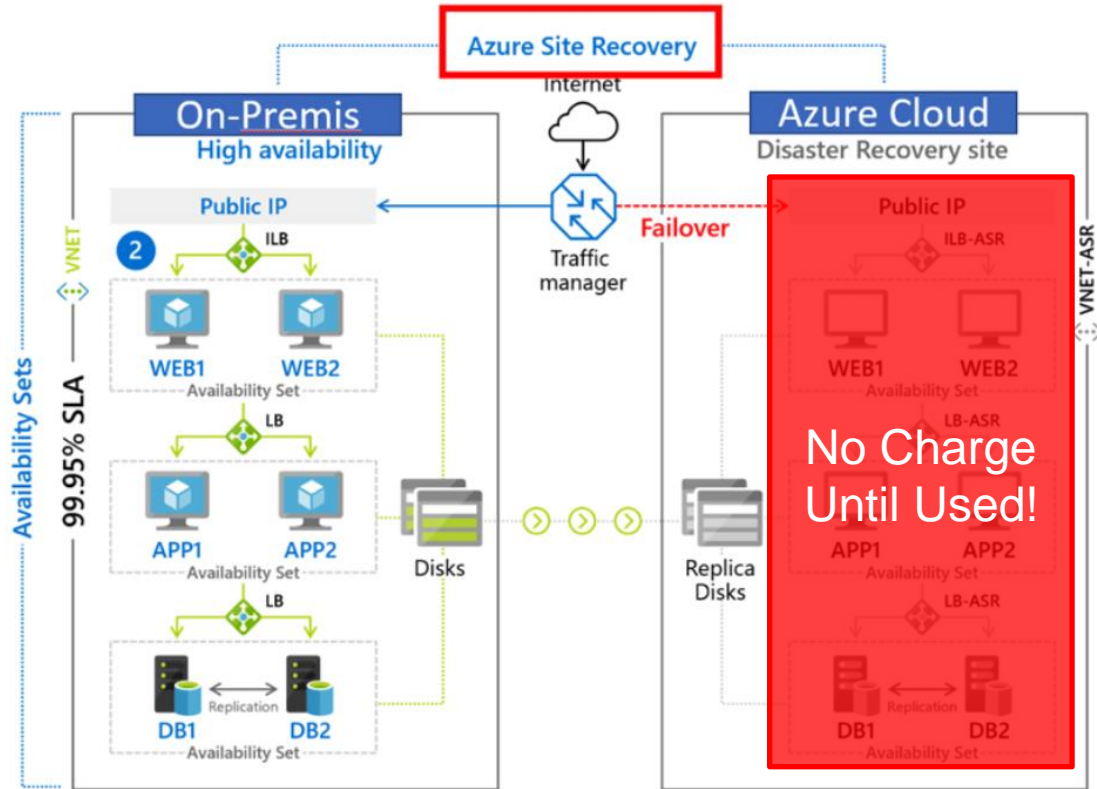 Azure Site Recovery
Internet
On-Premis
High availability
Azure Cloud
Disaster Recovery site
Public IP
Failover
Public IP
Traffic
manager
2
ILB
ILB-ASR
VNET
VNET-ASR
Availability Sets
99.95% SLA
WEB1
WEB2
Availability Set
WEB1
WEB2
Availability Set
LB
LB-ASR
No Charge
Until Used!
APP1
APP2
Availability Set
Disks
Replica
Disks
APP1
APP2
Availability Set
LB
LB-ASR
Replication
DB1
DB2
Availability Set
Replication
DB1
DB2
Availability Set